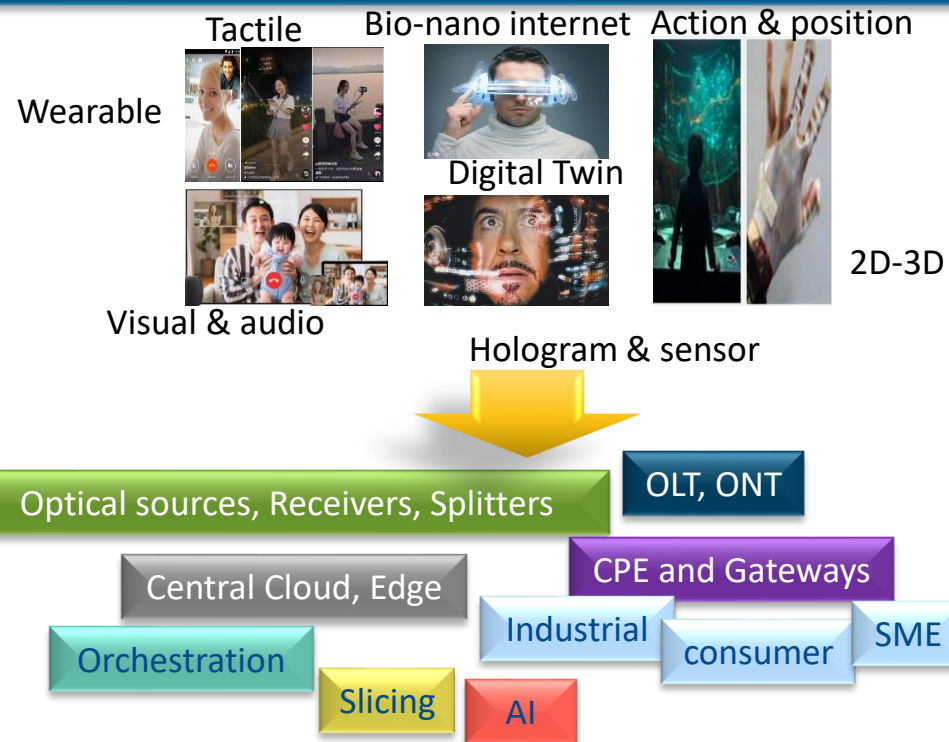 Tactile
Bio-nano internet
Action & position
Wearable
Digital Twin
2D-3D
Visual & audio
Hologram & sensor
Optical sources, Receivers, Splitters
OLT, ONT
Central Cloud, Edge
CPE and Gateways
Industrial
consumer
SME
Orchestration
Slicing
AI